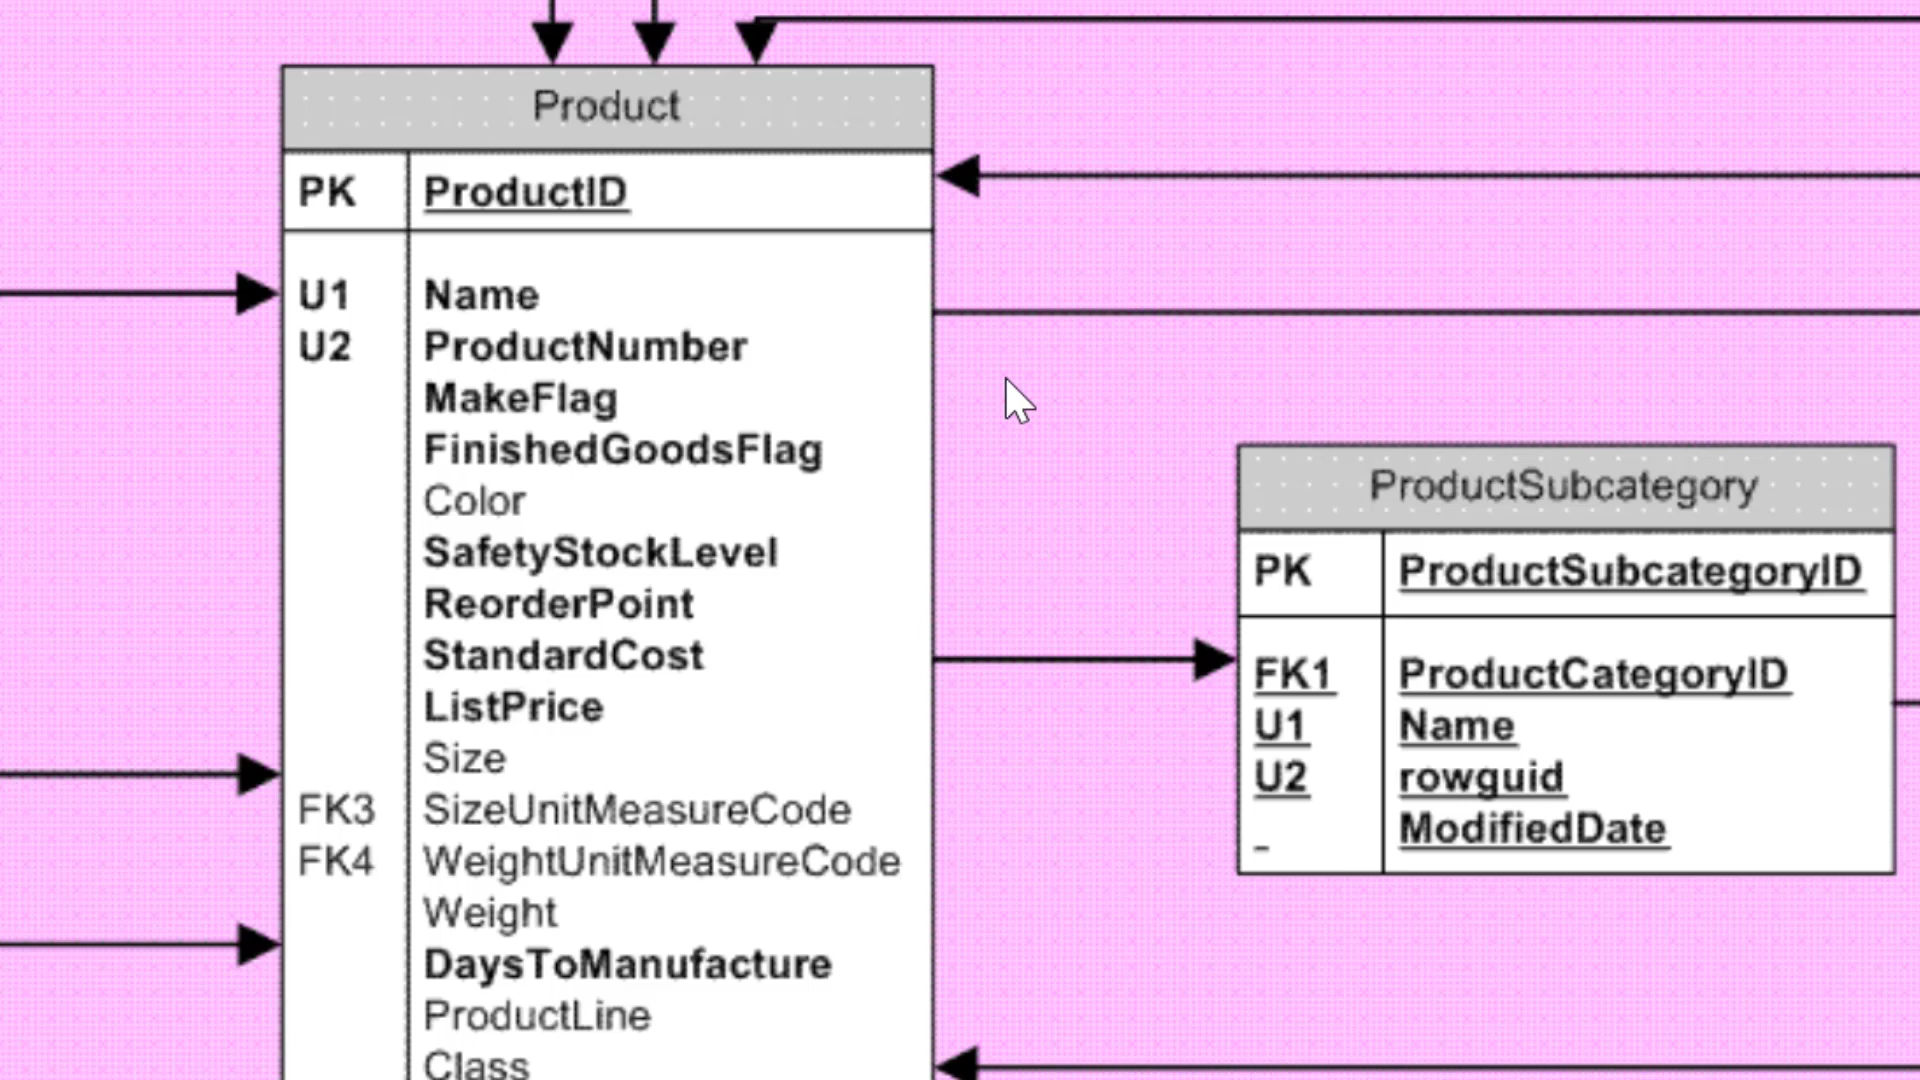 Product
PK ProductID
U1 Name
U2 ProductNumber
MakeFlag
FinishedGoodsFlag
Color
SafetyStockLevel
ReorderPoint
StandardCost
ListPrice
Size
FK3 SizeUnitMeasureCode
FK4 WeightUnitMeasureCode
Weight
DaysToManufacture
ProductLine
Class
ProductSubcategory
PK ProductSubcategoryID
FK1 ProductCategoryID
U1 Name
U2 rowguid
ModifiedDate